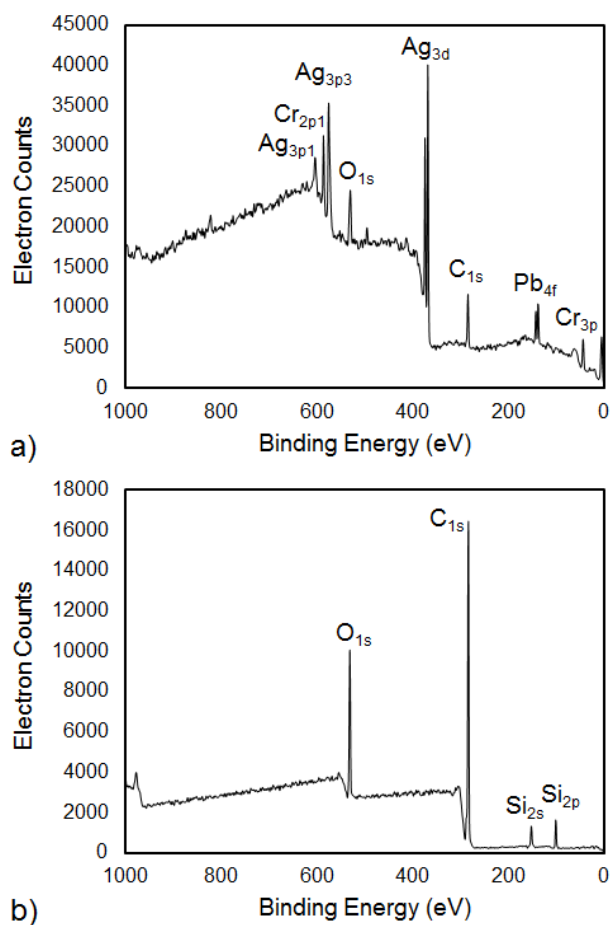 45000
40000
35000
30000
25000
20000
15000
10000
5000
0
Electron Counts
Ag3d
Ag3p3
Cr2p1
Ag3p1
O1s
C1s
Pb4f
Cr3p
1000 800 600 400 200 0
Binding Energy (eV)
a)
18000
16000
14000
12000
10000
8000
6000
4000
2000
0
Electron Counts
C1s
O1s
Si2s
Si2p
1000 800 600 400 200 0
Binding Energy (eV)
b)